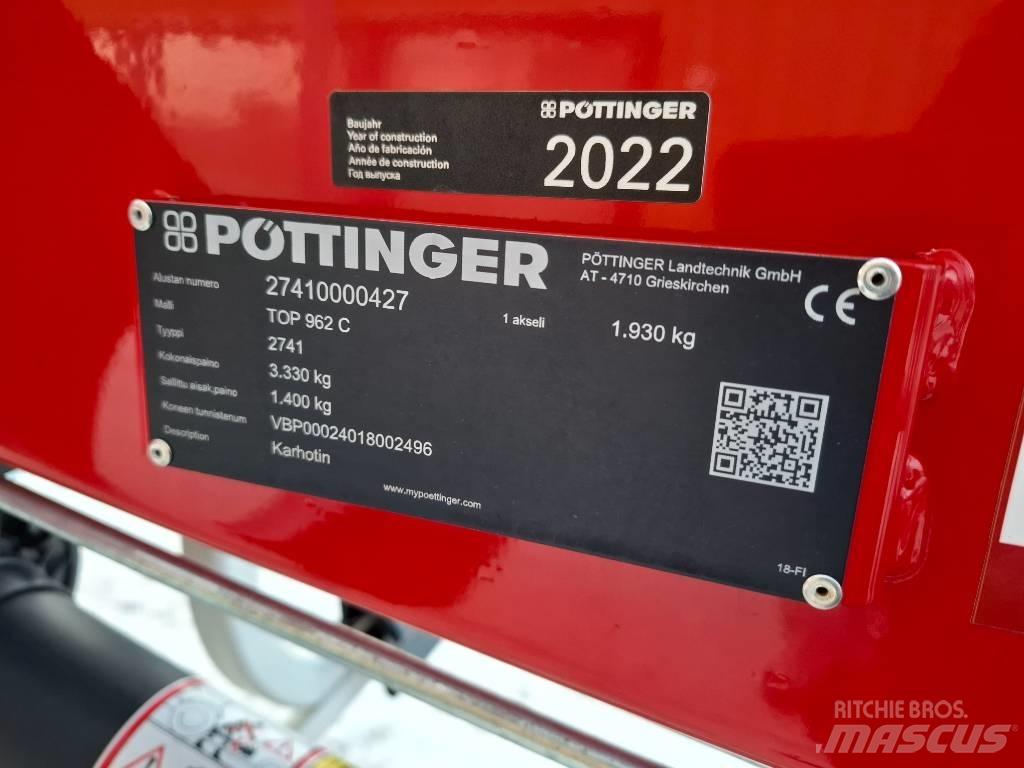 PÖTTINGER
Baujahr
Year of construction
Año de fabricación
Année de construction
Год выпуска
2022
PÖTTINGER
PÖTTINGER Landtechnik GmbH
AT - 4710 Grieskirchen
CE
Alustan numero 27410000427
Malli TOP 962 C
1 akseli 1.930 kg
Tyyppi 2741
Kokonaispaino 3.330 kg
Sallittu aisak.paino 1.400 kg
Koneen tunnistenum VBP00024018002496
Description Karhotin
www.mypoettinger.com
18-FI
RITCHIE BROS.
MASCUS